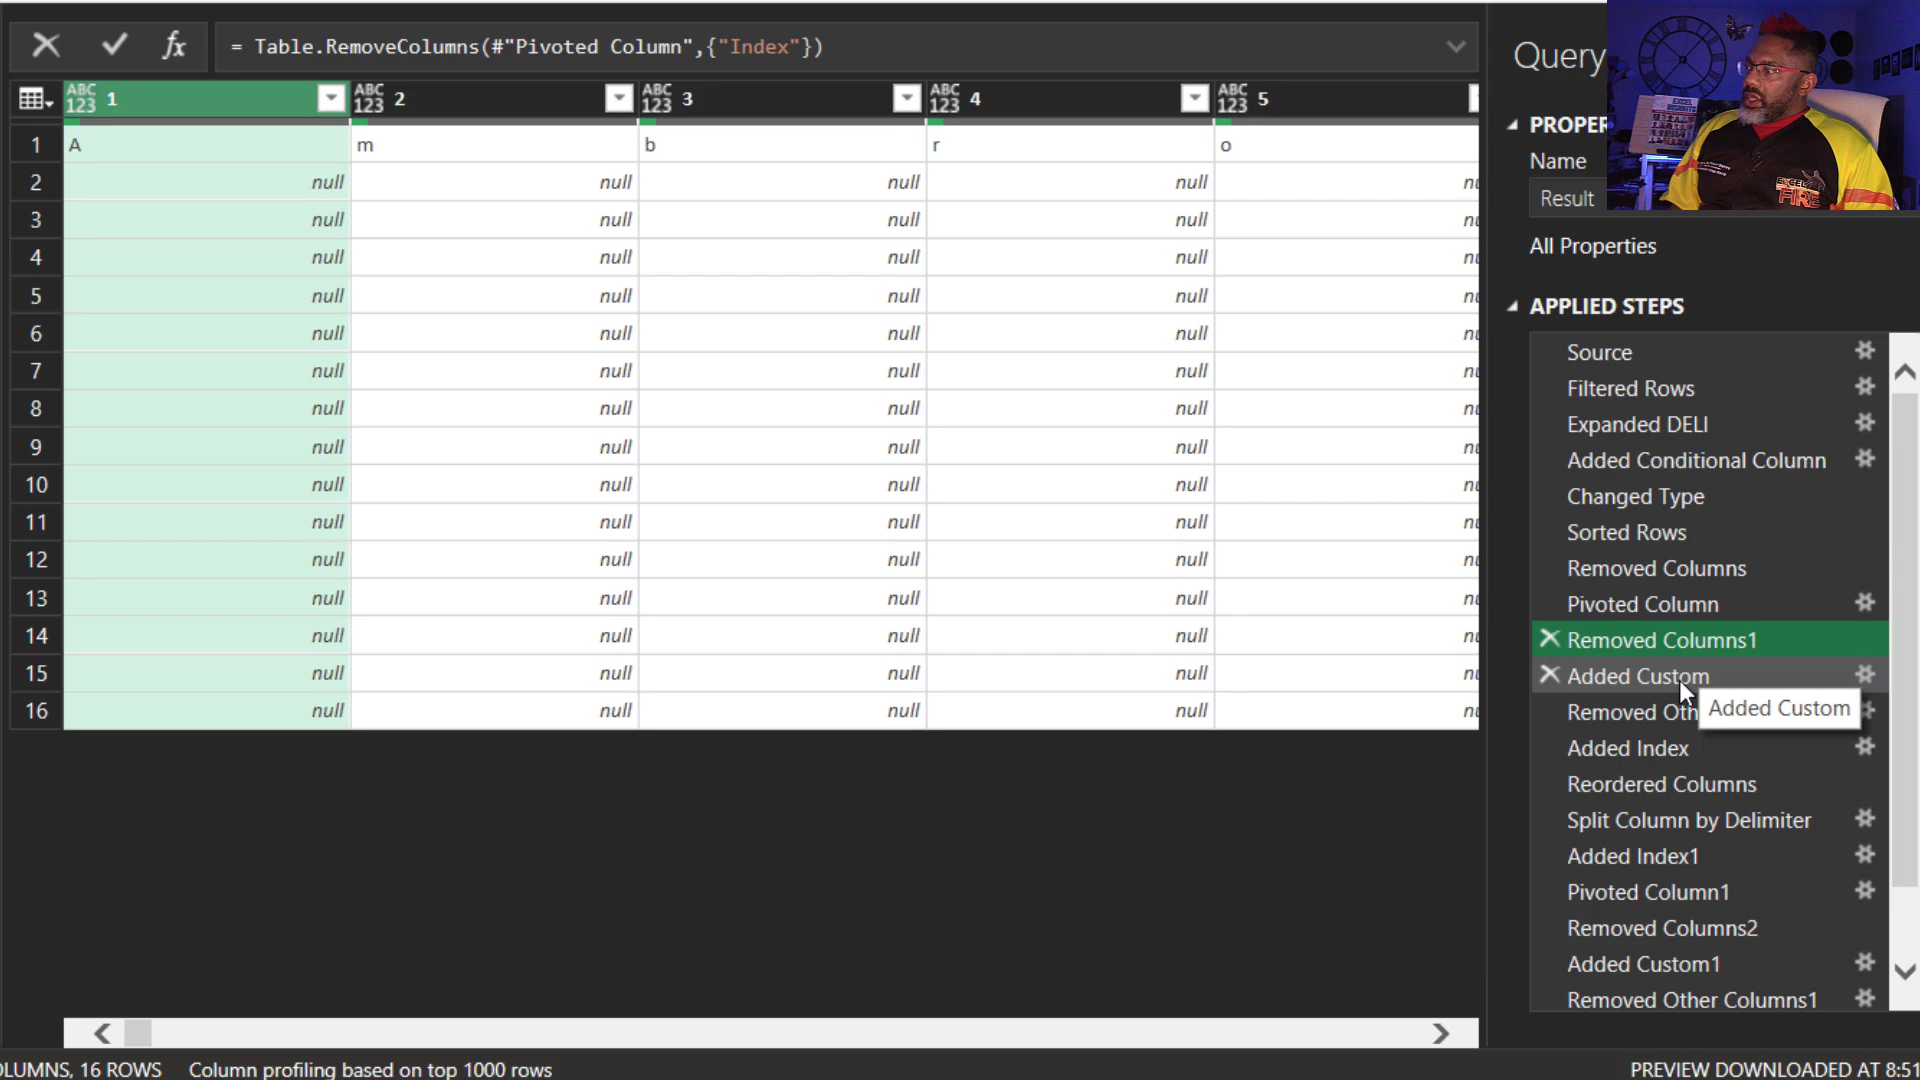 = Table.RemoveColumns(#"Pivoted Column",{"Index"})
ABC 123 1
ABC 123 2
ABC 123 3
ABC 123 4
ABC 123 5
1 A m b r o
2 null null null null
3 null null null null
4 null null null null
5 null null null null
6 null null null null
7 null null null null
8 null null null null
9 null null null null
10 null null null null
11 null null null null
12 null null null null
13 null null null null
14 null null null null
15 null null null null
16 null null null null
Query
PROPER
Name
Result
All Properties
APPLIED STEPS
Source
Filtered Rows
Expanded DELI
Added Conditional Column
Changed Type
Sorted Rows
Removed Columns
Pivoted Column
Removed Columns1
Added Custom
Removed Oth
Added Custom
Added Index
Reordered Columns
Split Column by Delimiter
Added Index1
Pivoted Column1
Removed Columns2
Added Custom1
Removed Other Columns1
EXCEL
INSIGHTS
EXCEL
FIRE
OLUMNS, 16 ROWS
Column profiling based on top 1000 rows
PREVIEW DOWNLOADED AT 8:51